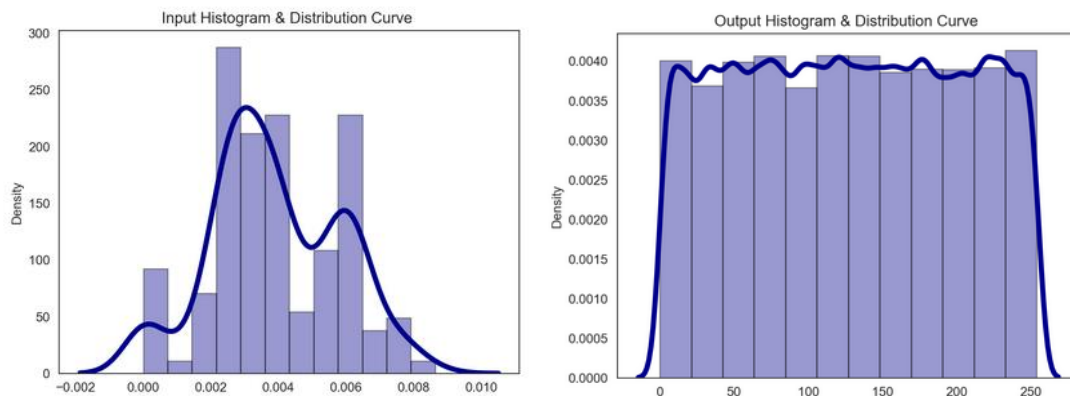 Input Histogram & Distribution Curve
300
250
200
150
100
50
0
Density
−0.002 0.000 0.002 0.004 0.006 0.008 0.010
Output Histogram & Distribution Curve
0.0040
0.0035
0.0030
0.0025
0.0020
0.0015
0.0010
0.0005
0.0000
Density
0 50 100 150 200 250